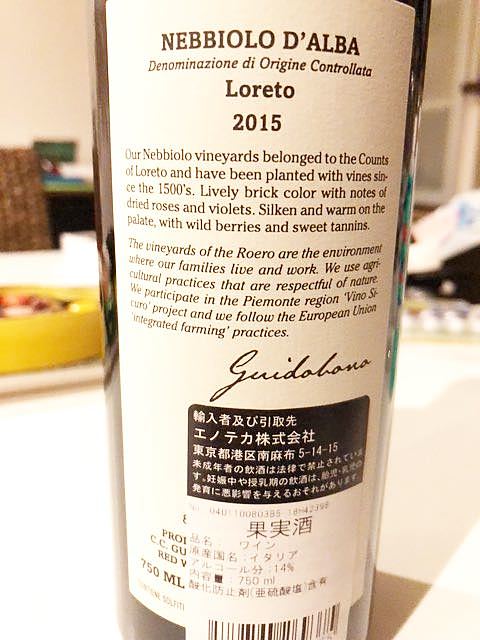 NEBBIOLO D'ALBA
Denominazione di Origine Controllata
Loreto
2015
Our Nebbiolo vineyards belonged to the Counts
of Loreto and have been planted with vines sin-
ce the 1500's. Lively brick color with notes of
dried roses and violets. Silken and warm on the
palate, with wild berries and sweet tannins.
The vineyards of the Roero are the environment
where our families live and work. We use agri-
cultural practices that are respectful of nature.
We participate in the Piemonte region 'Vino Si-
curo' project and we follow the European Union
'integrated farming' practices.
Guidobono
輸入者及び引取先
エノテカ株式会社
東京都港区南麻布5-14-15
未成年者の飲酒は法律で禁止されていま
す。妊娠中や授乳期の飲酒は、胎児・乳児の
発育に悪影響を与えるおそれがあります。
040110080385 18H42398
果実酒
品名: ワイン
原産国名:イタリア
アルコール分:14%
内容量:750 ml
酸化防止剤(亜硫酸塩)含有
C.C. GU
RED
750 ML